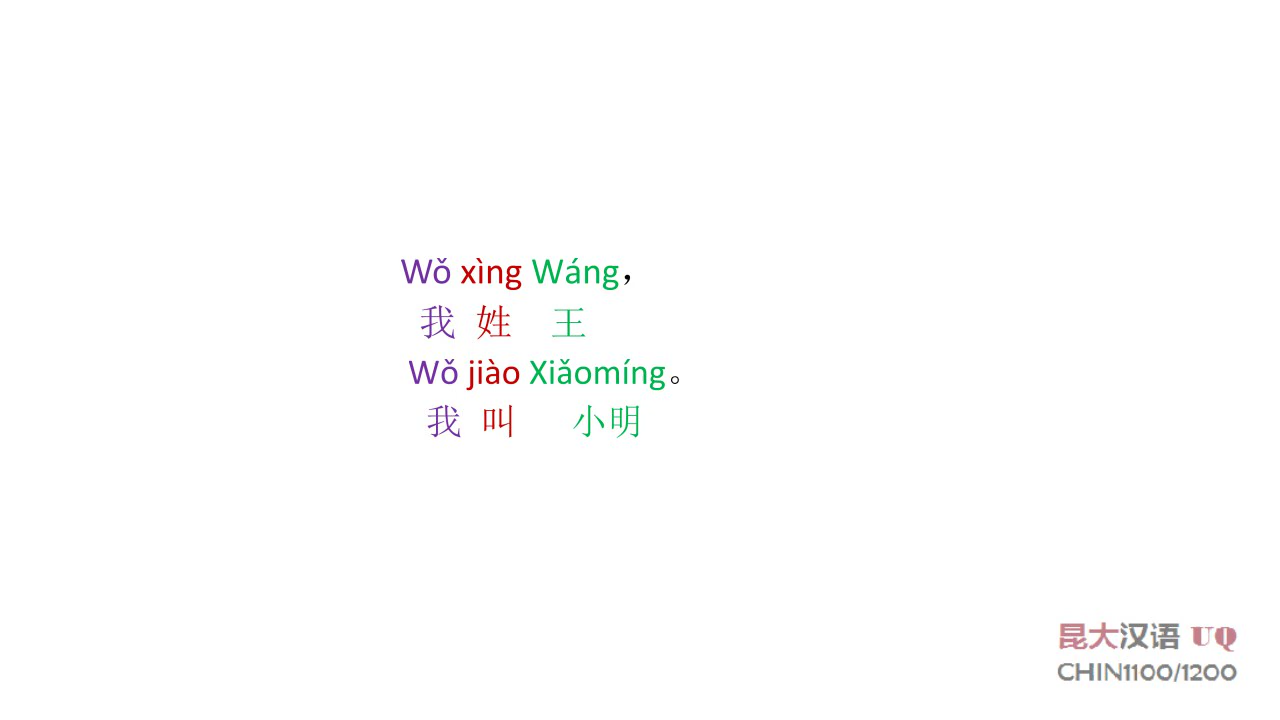 Wǒ xìng Wáng，
我 姓 王
Wǒ jiào Xiǎomíng。
我 叫 小明
昆大汉语 UQ
CHIN1100/1200